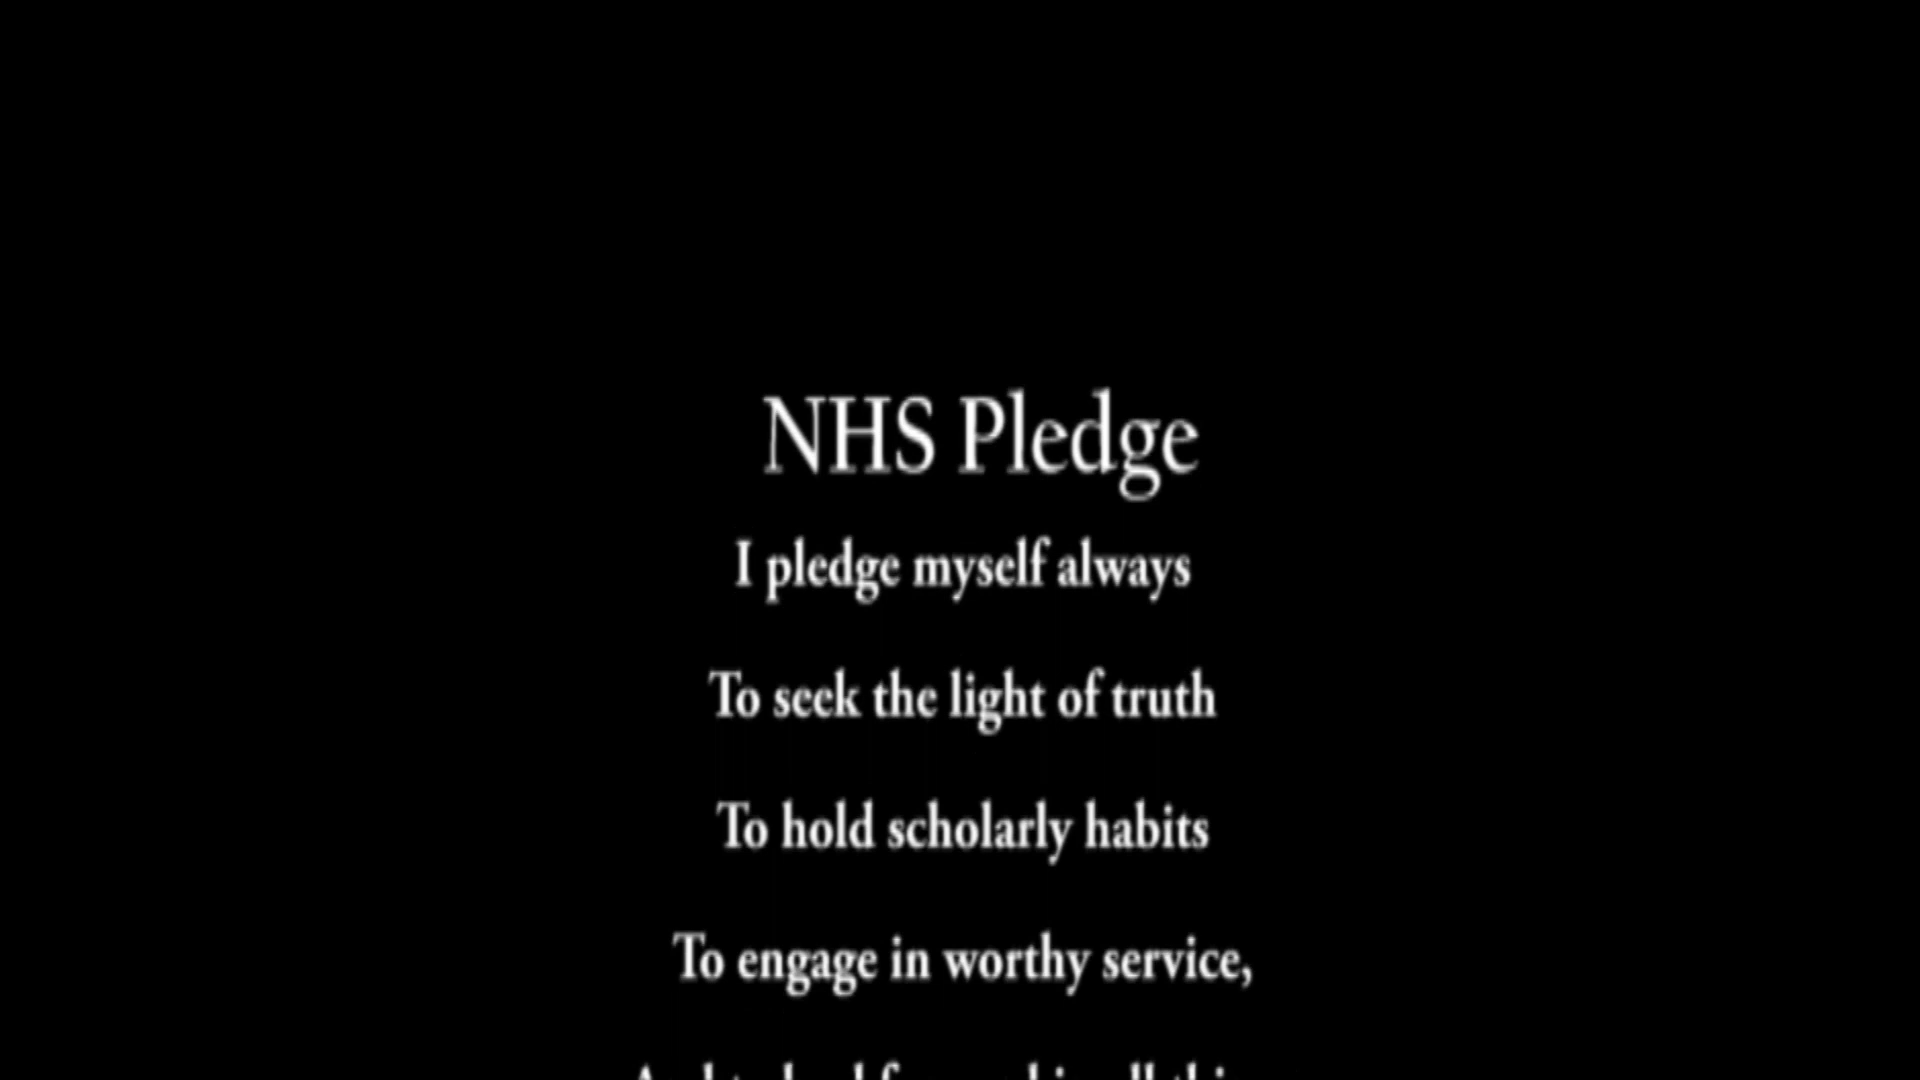 NHS Pledge
I pledge myself always
To seek the light of truth
To hold scholarly habits
To engage in worthy service,